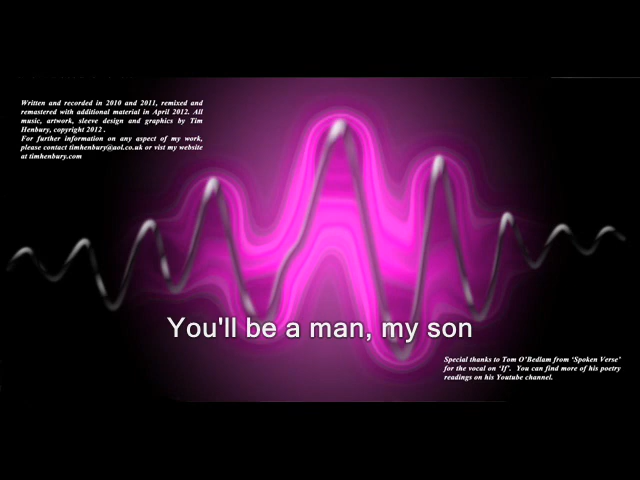 Written and recorded in 2010 and 2011, remixed and
remastered with additional material in April 2012. All
music, artwork, sleeve design and graphics by Tim
Henbury, copyright 2012 .
For further information on any aspect of my work,
please contact timhenbury@aol.co.uk or vist my website
at timhenbury.com
You'll be a man, my son
Special thanks to Tom O'Bedlam from 'Spoken Verse'
for the vocal on 'If'. You can find more of his poetry
readings on his Youtube channel.